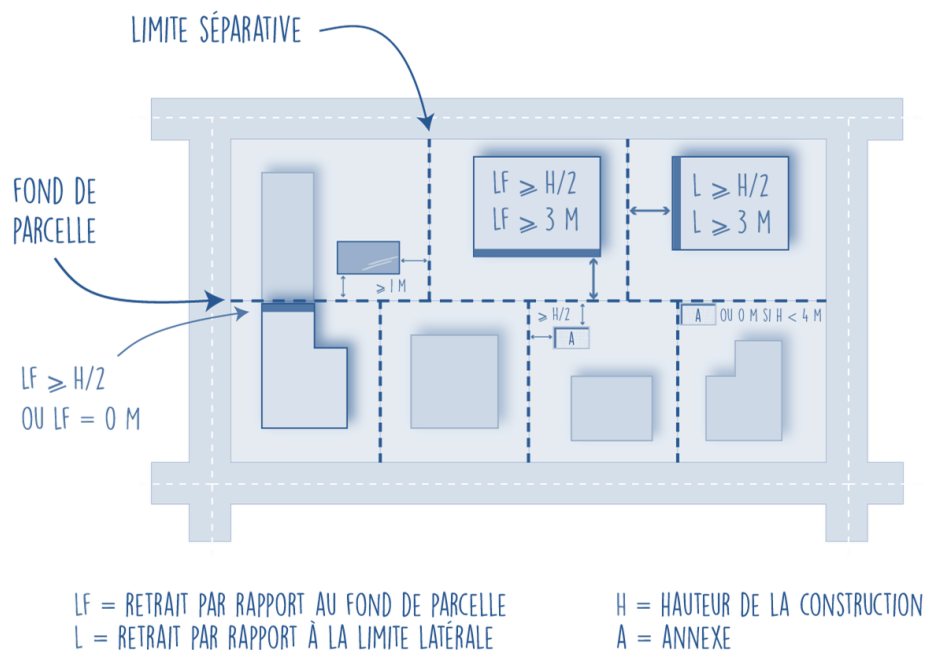 LIMITE SÉPARATIVE
FOND DE
PARCELLE
LF ⩾ H/2
LF ⩾ 3 M
L ⩾ H/2
L ⩾ 3 M
⩾ 1 M
⩾ H/2
A
A OU 0 M SI H < 4 M
LF ⩾ H/2
OU LF = 0 M
LF = RETRAIT PAR RAPPORT AU FOND DE PARCELLE
L = RETRAIT PAR RAPPORT À LA LIMITE LATÉRALE
H = HAUTEUR DE LA CONSTRUCTION
A = ANNEXE